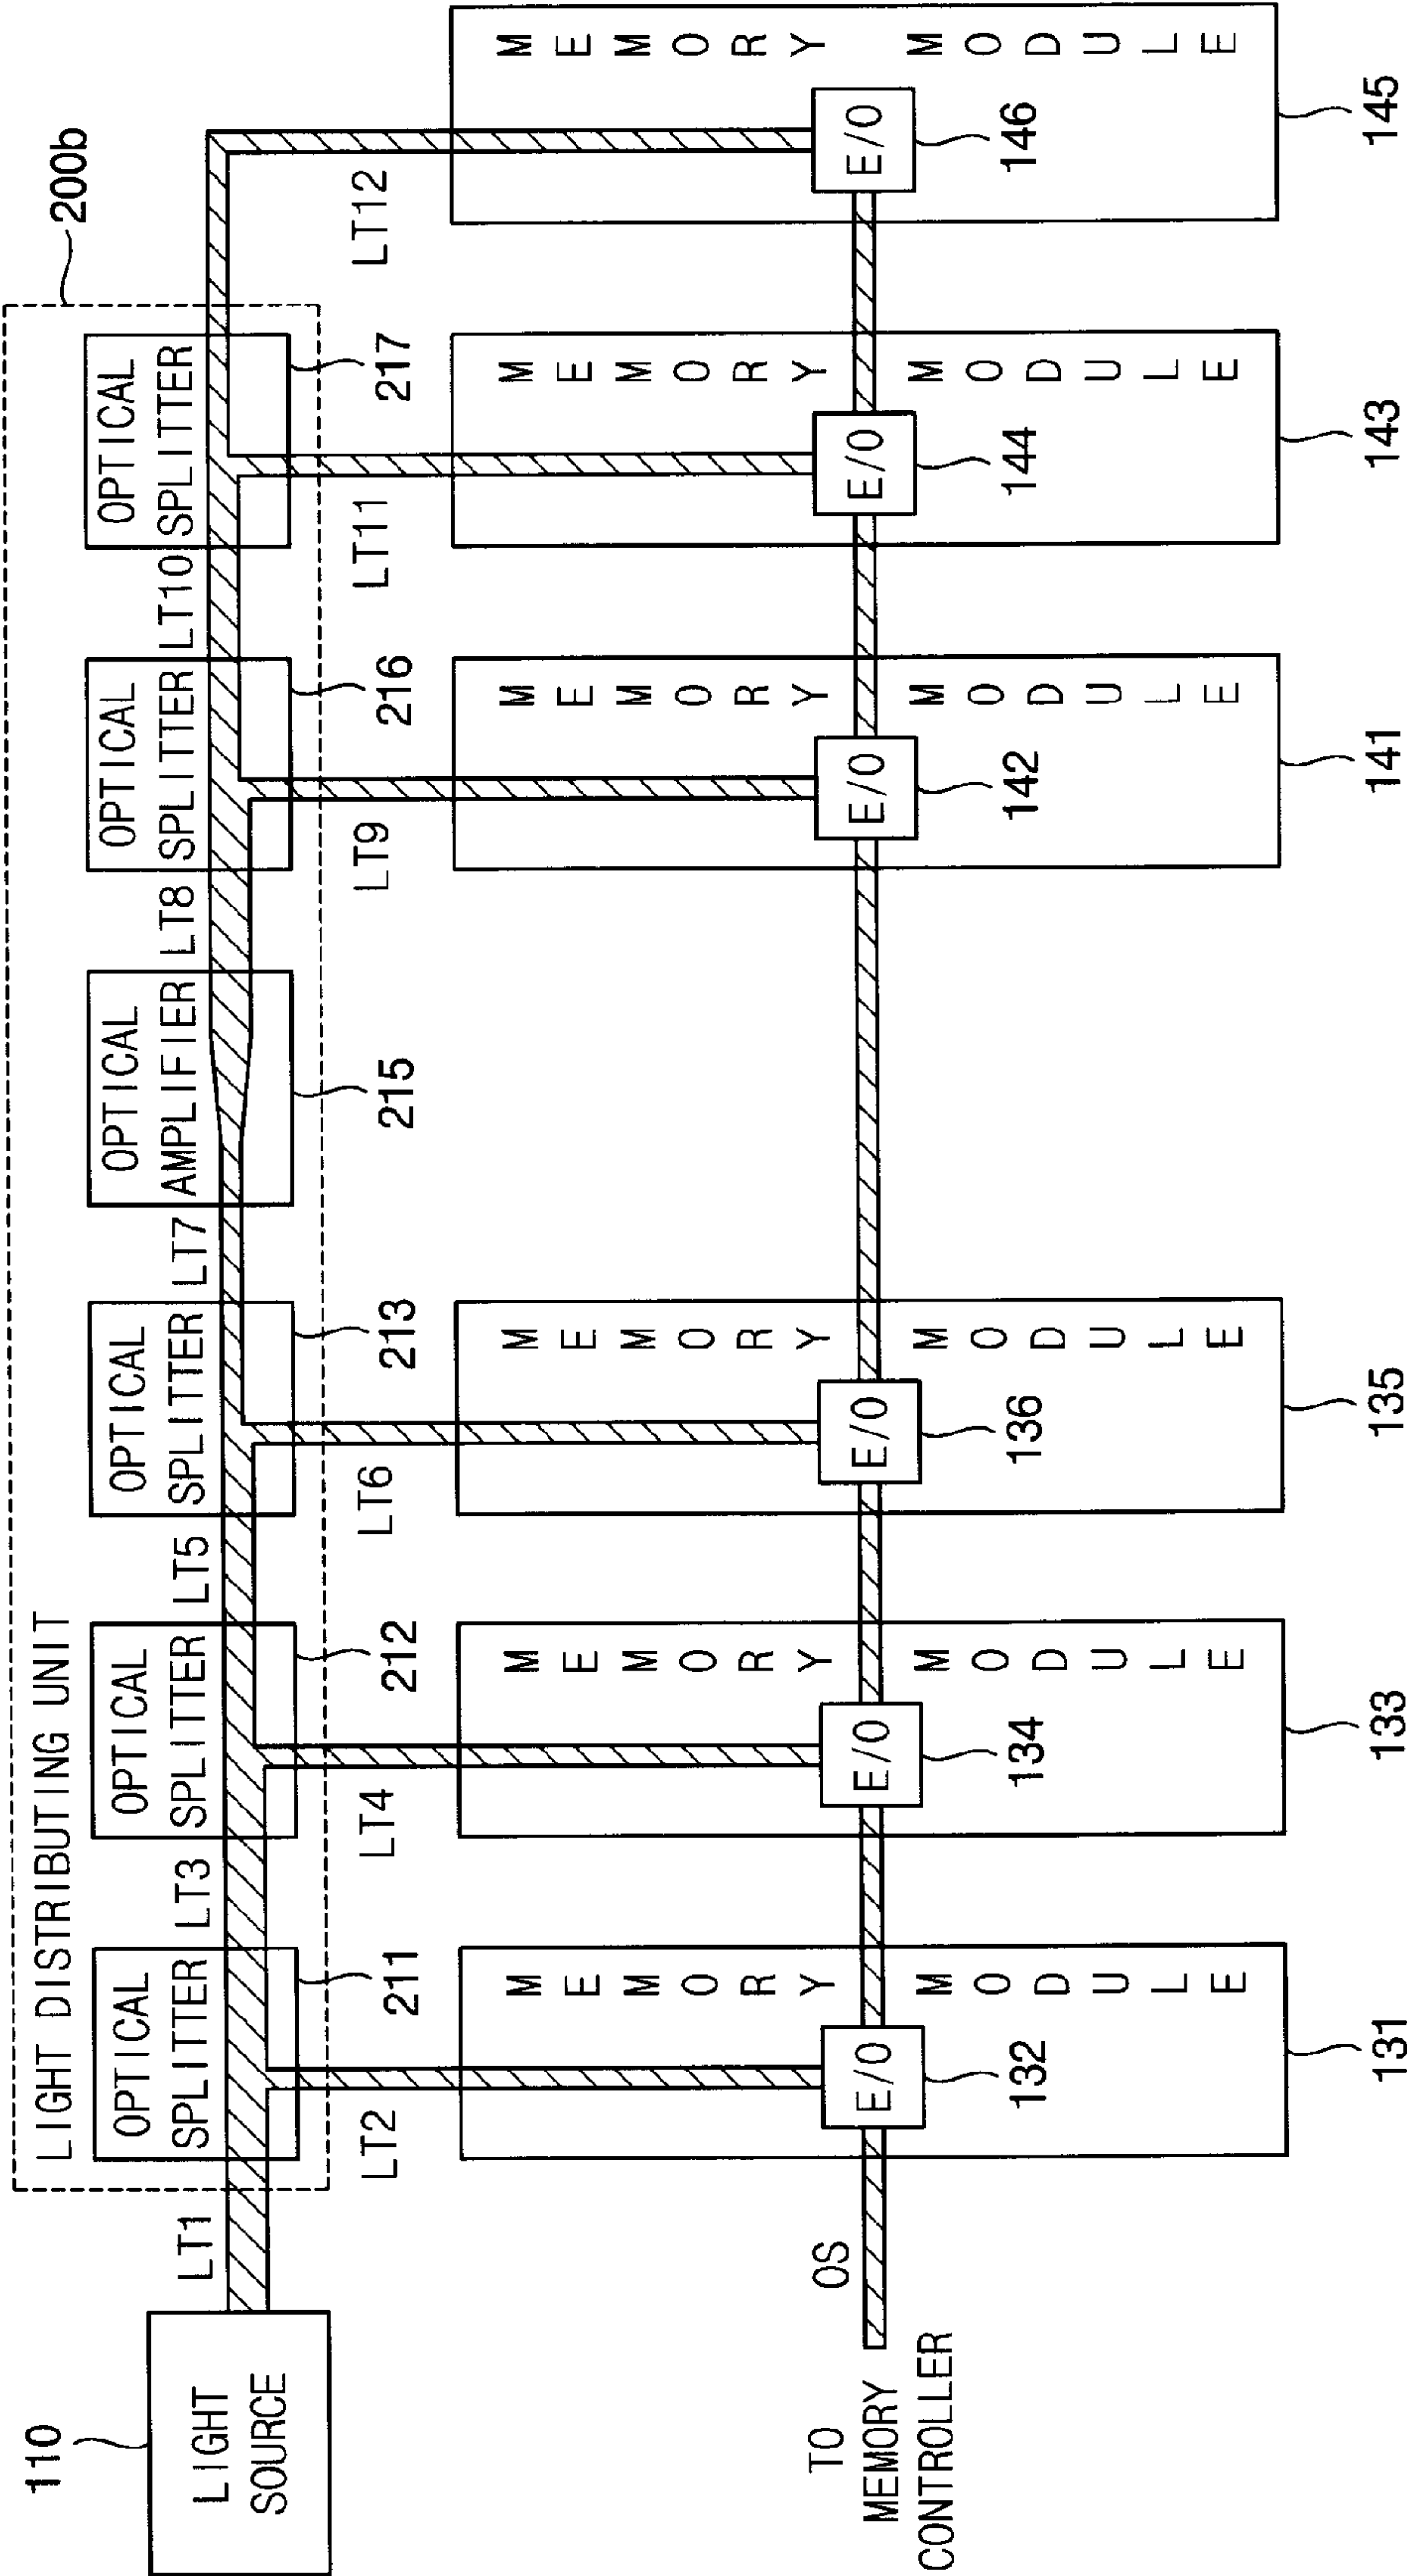 200b
LIGHT DISTRIBUTING UNIT
110
LIGHT
SOURCE
LT1
OPTICAL
SPLITTER
211
LT3
OPTICAL
SPLITTER
212
LT5
OPTICAL
SPLITTER
213
LT7
OPTICAL
AMPLIFIER
215
LT8
OPTICAL
SPLITTER
216
LT10
OPTICAL
SPLITTER
217
LT2
LT4
LT6
LT9
LT11
LT12
MEMORY MODULE
MEMORY MODULE
MEMORY MODULE
MEMORY MODULE
MEMORY MODULE
MEMORY MODULE
OS
TO
MEMORY
CONTROLLER
E/O
E/O
E/O
E/O
E/O
E/O
132
134
136
142
144
146
131
133
135
141
143
145